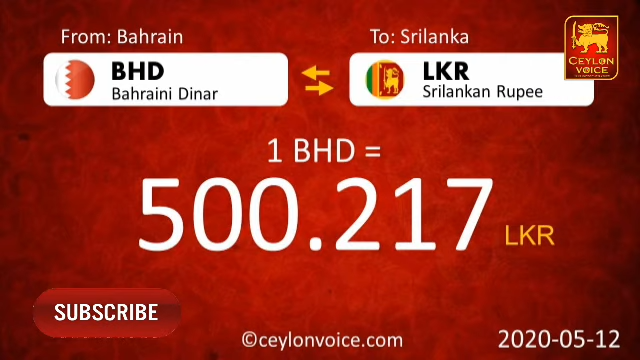 From: Bahrain
To: Srilanka
BHD
Bahraini Dinar
LKR
Srilankan Rupee
CEYLON
VOICE
1 BHD =
500.217 LKR
SUBSCRIBE
©ceylonvoice.com
2020-05-12